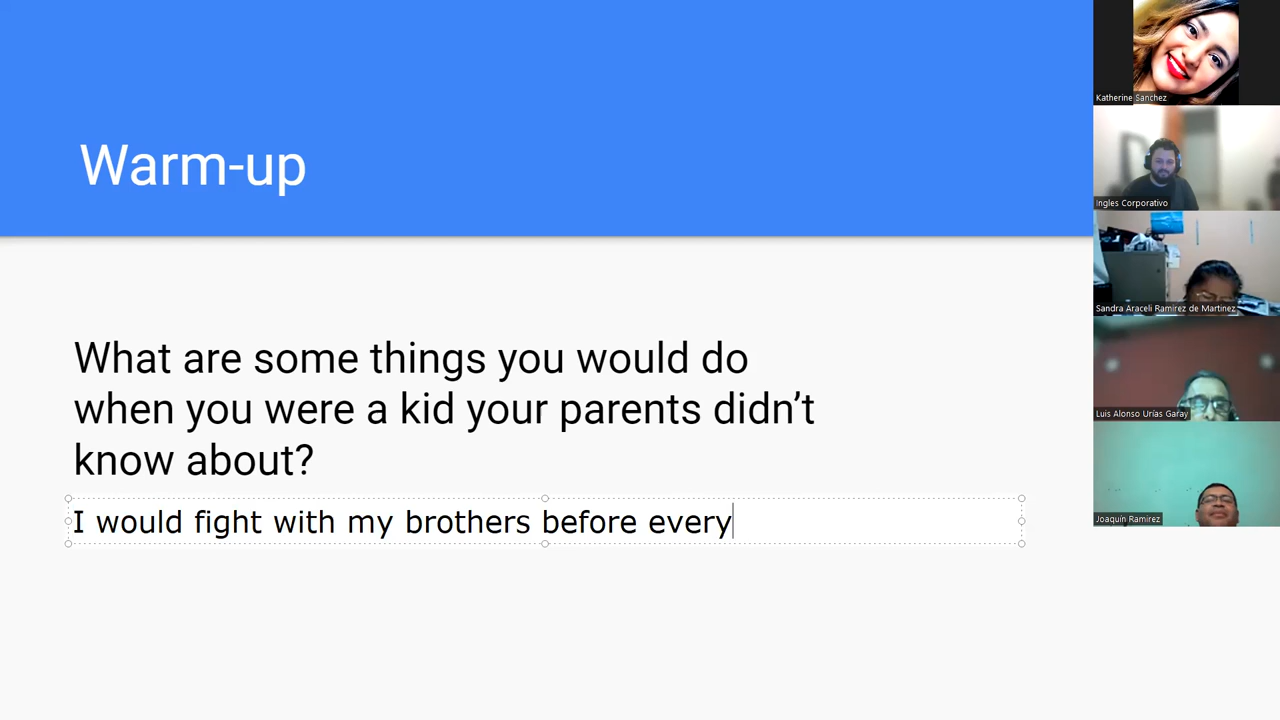 Warm-up
What are some things you would do
when you were a kid your parents didn't
know about?
I would fight with my brothers before every
Katherine Sanchez
Ingles Corporativo
Sandra Araceli Ramirez de Martinez
Luis Alonso Urías Garay
Joaquín Ramirez